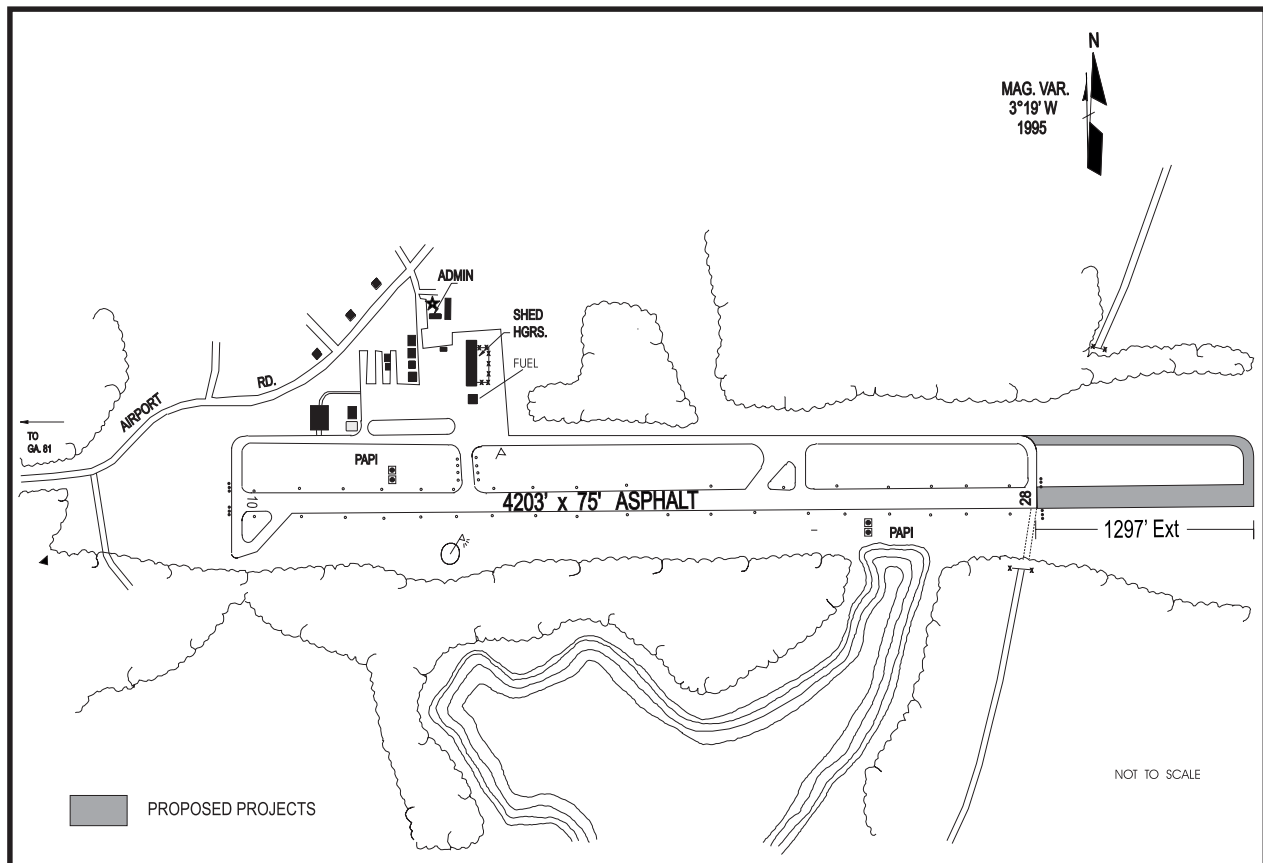 N
MAG. VAR.
3°19' W
1995
ADMIN
SHED
HGRS.
FUEL
AIRPORT
RD.
TO
GA. 81
PAPI
10
4203' x 75' ASPHALT
28
PAPI
1297' Ext
NOT TO SCALE
PROPOSED PROJECTS